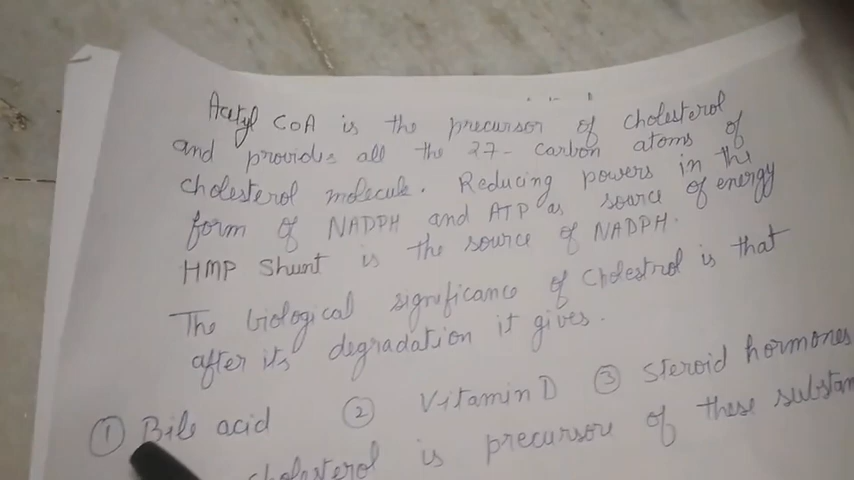 Acetyl COA is the precursor of cholesterol
and provides all the 27- carbon atoms of
cholesterol molecule. Reducing powers in the
form of NADPH and ATP as source of energy
HMP Shunt is the source of NADPH.
The biological significance of Cholestrol is that
after its degradation it gives.
① Bile acid ② Vitamin D ③ Steroid hormones
cholesterol is precursore of these